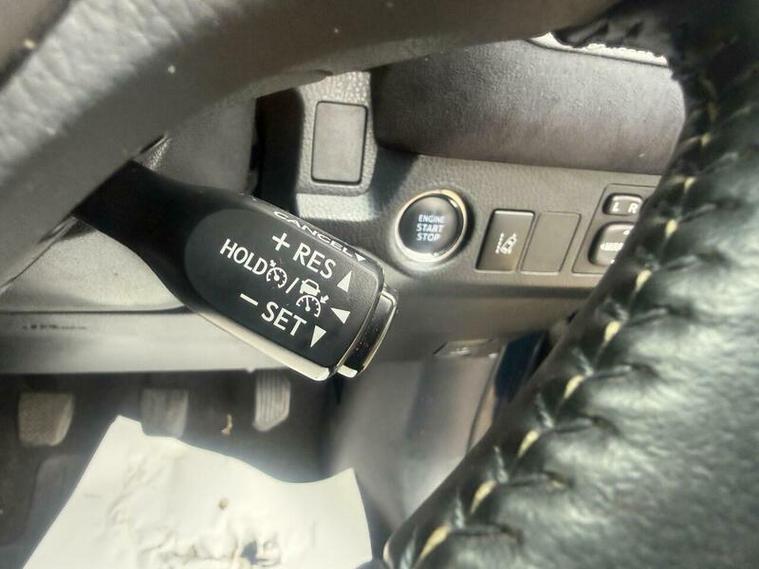 CANCEL
+ RES
HOLD /
− SET
ENGINE
START
STOP
L R